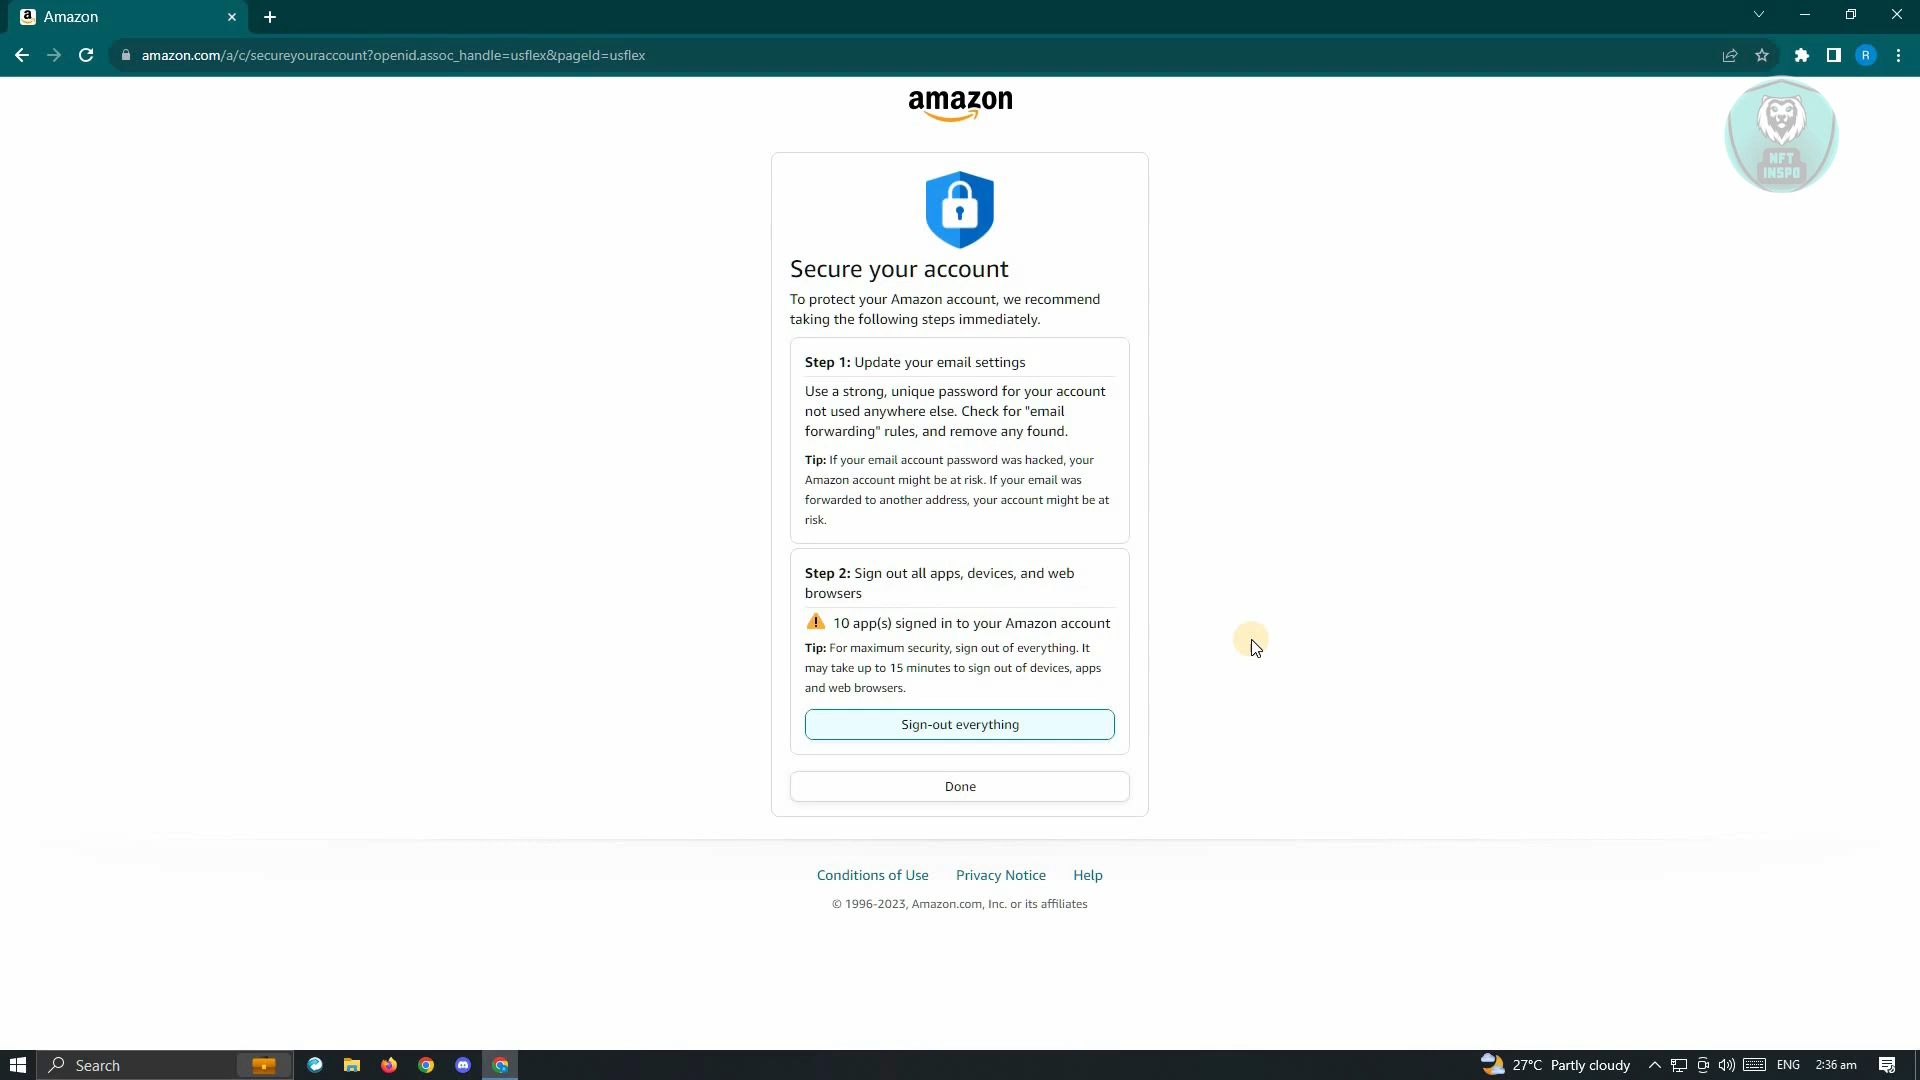 Amazon
amazon.com/a/c/secureyouraccount?openid.assoc_handle=usflex&pageId=usflex
R
amazon
NFT
INSPO
Secure your account
To protect your Amazon account, we recommend
taking the following steps immediately.
Step 1: Update your email settings
Use a strong, unique password for your account
not used anywhere else. Check for "email
forwarding" rules, and remove any found.
Tip: If your email account password was hacked, your
Amazon account might be at risk. If your email was
forwarded to another address, your account might be at
risk.
Step 2: Sign out all apps, devices, and web
browsers
10 app(s) signed in to your Amazon account
Tip: For maximum security, sign out of everything. It
may take up to 15 minutes to sign out of devices, apps
and web browsers.
Sign-out everything
Done
Conditions of Use Privacy Notice Help
© 1996-2023, Amazon.com, Inc. or its affiliates
Search
27°C Partly cloudy
ENG
2:36 am